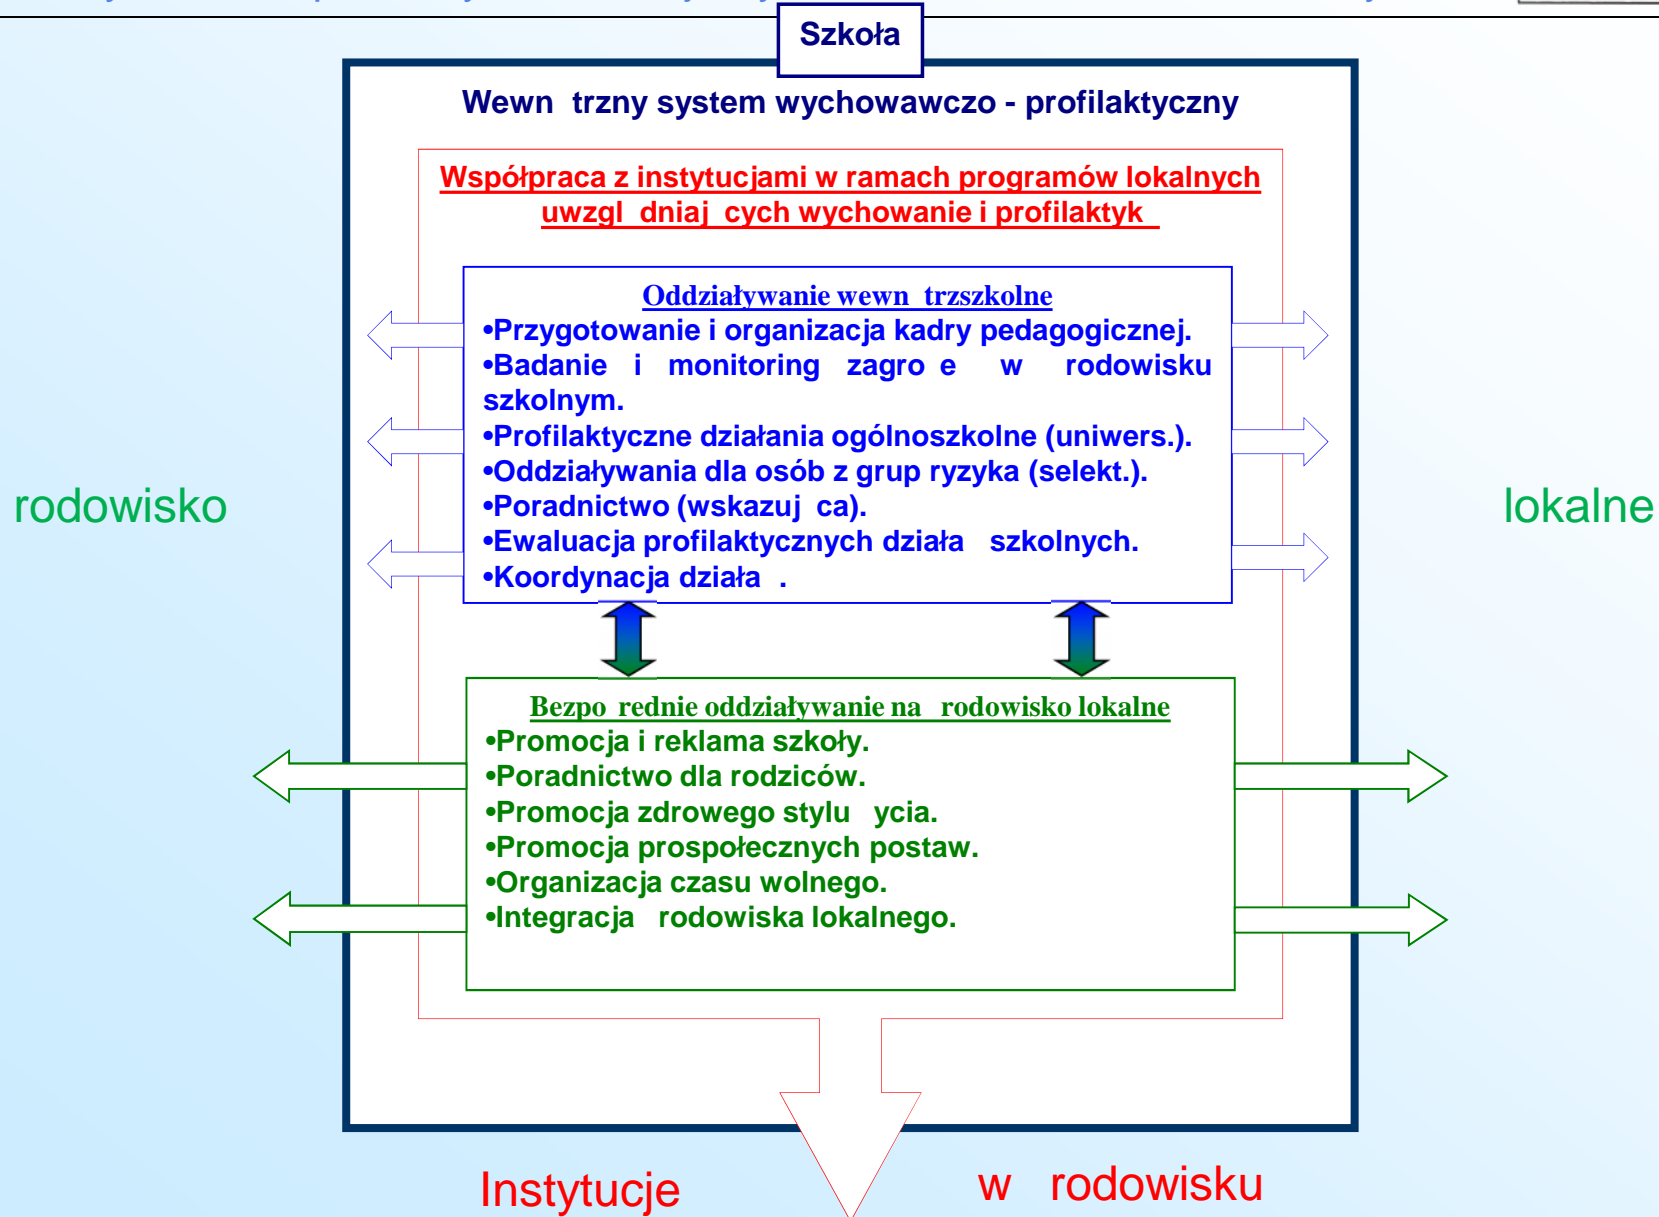 Szkoła
Wewn trzny system wychowawczo - profilaktyczny
Współpraca z instytucjami w ramach programów lokalnych
uwzgl dniaj cych wychowanie i profilaktyk
Oddziaływanie wewn trzszkolne
•Przygotowanie i organizacja kadry pedagogicznej.
•Badanie i monitoring zagro e w rodowisku
szkolnym.
•Profilaktyczne działania ogólnoszkolne (uniwers.).
•Oddziaływania dla osób z grup ryzyka (selekt.).
•Poradnictwo (wskazuj ca).
•Ewaluacja profilaktycznych działa szkolnych.
•Koordynacja działa .
rodowisko
lokalne
Bezpo rednie oddziaływanie na rodowisko lokalne
•Promocja i reklama szkoły.
•Poradnictwo dla rodziców.
•Promocja zdrowego stylu ycia.
•Promocja prospołecznych postaw.
•Organizacja czasu wolnego.
•Integracja rodowiska lokalnego.
Instytucje w rodowisku